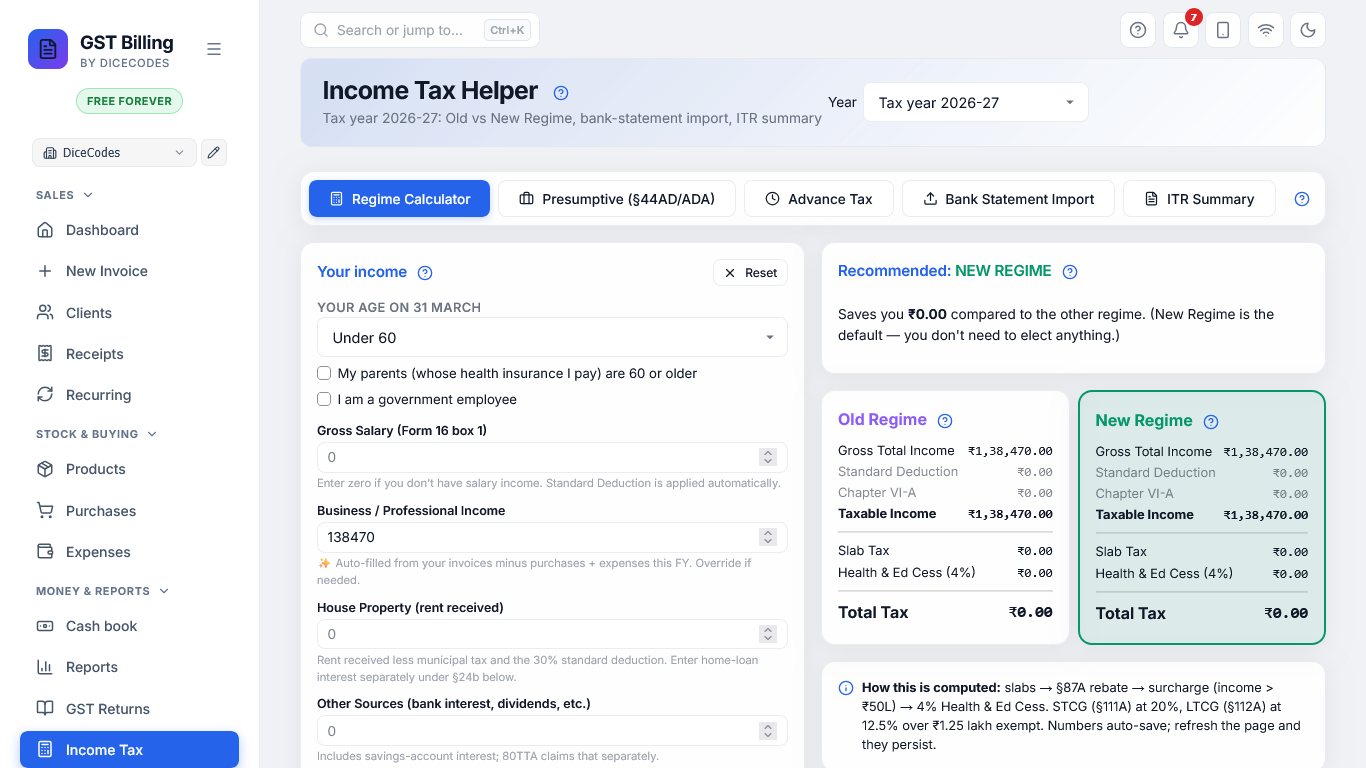 GST Billing
BY DICECODES
FREE FOREVER
DiceCodes
SALES
Dashboard
New Invoice
Clients
Receipts
Recurring
STOCK & BUYING
Products
Purchases
Expenses
MONEY & REPORTS
Cash book
Reports
GST Returns
Income Tax
Search or jump to...
Ctrl+K
7
Income Tax Helper
Tax year 2026-27: Old vs New Regime, bank-statement import, ITR summary
Year
Tax year 2026-27
Regime Calculator
Presumptive (§44AD/ADA)
Advance Tax
Bank Statement Import
ITR Summary
Your income
Reset
YOUR AGE ON 31 MARCH
Under 60
My parents (whose health insurance I pay) are 60 or older
I am a government employee
Gross Salary (Form 16 box 1)
0
Enter zero if you don't have salary income. Standard Deduction is applied automatically.
Business / Professional Income
138470
✨ Auto-filled from your invoices minus purchases + expenses this FY. Override if
needed.
House Property (rent received)
0
Rent received less municipal tax and the 30% standard deduction. Enter home-loan
interest separately under §24b below.
Other Sources (bank interest, dividends, etc.)
0
Includes savings-account interest; 80TTA claims that separately.
Recommended: NEW REGIME
Saves you ₹0.00 compared to the other regime. (New Regime is the
default — you don't need to elect anything.)
Old Regime
Gross Total Income ₹1,38,470.00
Standard Deduction ₹0.00
Chapter VI-A ₹0.00
Taxable Income ₹1,38,470.00
Slab Tax ₹0.00
Health & Ed Cess (4%) ₹0.00
Total Tax ₹0.00
New Regime
Gross Total Income ₹1,38,470.00
Standard Deduction ₹0.00
Chapter VI-A ₹0.00
Taxable Income ₹1,38,470.00
Slab Tax ₹0.00
Health & Ed Cess (4%) ₹0.00
Total Tax ₹0.00
How this is computed: slabs → §87A rebate → surcharge (income >
₹50L) → 4% Health & Ed Cess. STCG (§111A) at 20%, LTCG (§112A) at
12.5% over ₹1.25 lakh exempt. Numbers auto-save; refresh the page and
they persist.